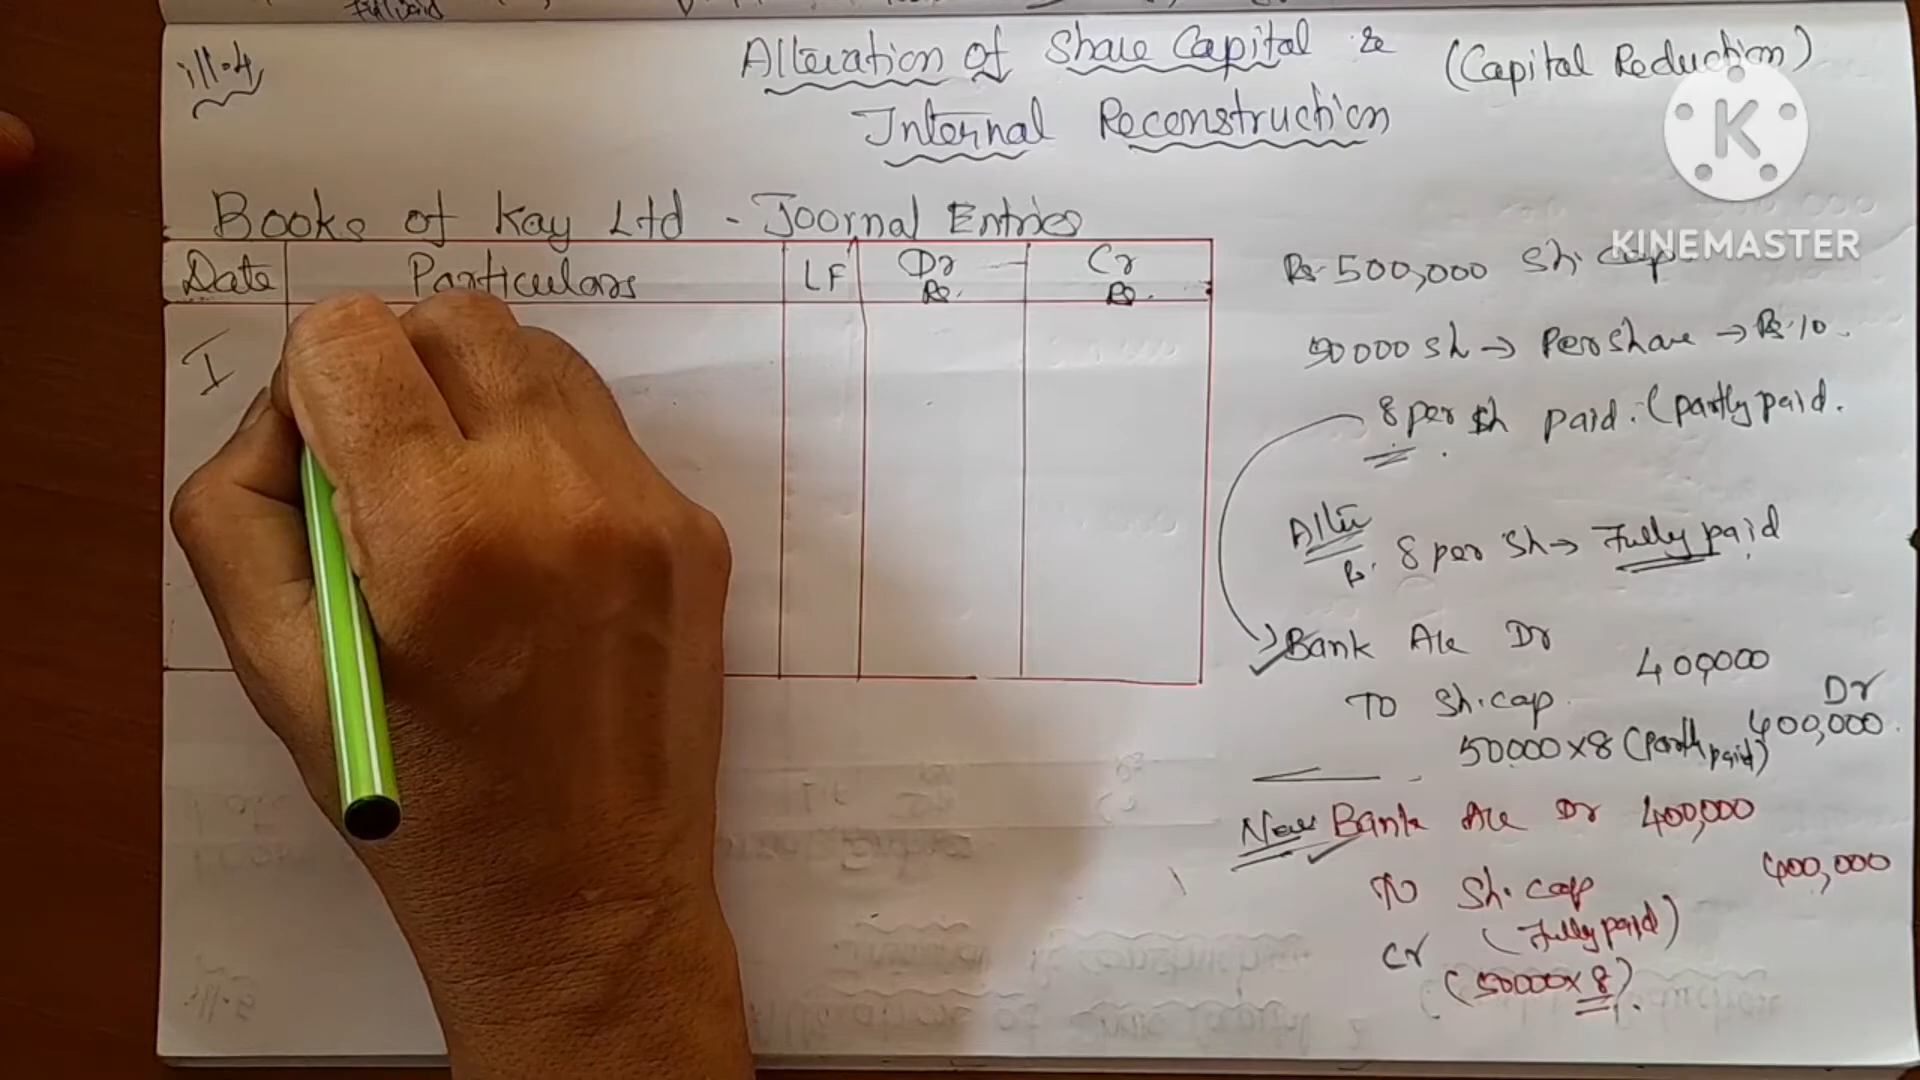 ill.4
Alteration of Share Capital & (Capital Reduction)
Internal Reconstruction
K
KINEMASTER
Books of Kay Ltd - Journal Entries
Date Particulars LF Dr Cr
Rs. Rs.
I
Rs. 500,000 Sh. cap.
50000 Sh → Per share → Rs. 10.
8 per sh paid. (Partly paid.
Alter
Rs. 8 per sh → Fully paid
Bank A/c Dr 400000
To Sh. cap. Dr
50000 x 8 (Partly paid) 400,000.
New Bank A/c Dr 400,000
To Sh. cap 400,000
(Fully paid)
Cr (50000 x 8).